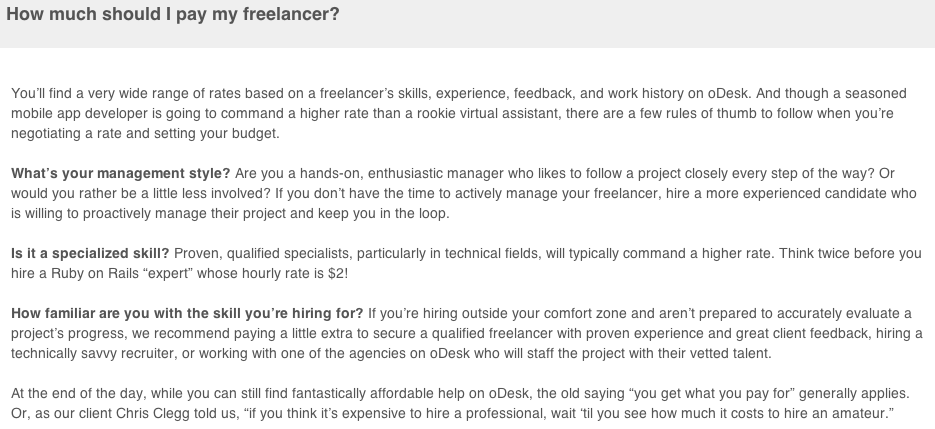 How much should I pay my freelancer?
You’ll find a very wide range of rates based on a freelancer’s skills, experience, feedback, and work history on oDesk. And though a seasoned
mobile app developer is going to command a higher rate than a rookie virtual assistant, there are a few rules of thumb to follow when you’re
negotiating a rate and setting your budget.
What’s your management style? Are you a hands-on, enthusiastic manager who likes to follow a project closely every step of the way? Or
would you rather be a little less involved? If you don’t have the time to actively manage your freelancer, hire a more experienced candidate who
is willing to proactively manage their project and keep you in the loop.
Is it a specialized skill? Proven, qualified specialists, particularly in technical fields, will typically command a higher rate. Think twice before you
hire a Ruby on Rails “expert” whose hourly rate is $2!
How familiar are you with the skill you’re hiring for? If you’re hiring outside your comfort zone and aren’t prepared to accurately evaluate a
project’s progress, we recommend paying a little extra to secure a qualified freelancer with proven experience and great client feedback, hiring a
technically savvy recruiter, or working with one of the agencies on oDesk who will staff the project with their vetted talent.
At the end of the day, while you can still find fantastically affordable help on oDesk, the old saying “you get what you pay for” generally applies.
Or, as our client Chris Clegg told us, “if you think it’s expensive to hire a professional, wait ‘til you see how much it costs to hire an amateur.”